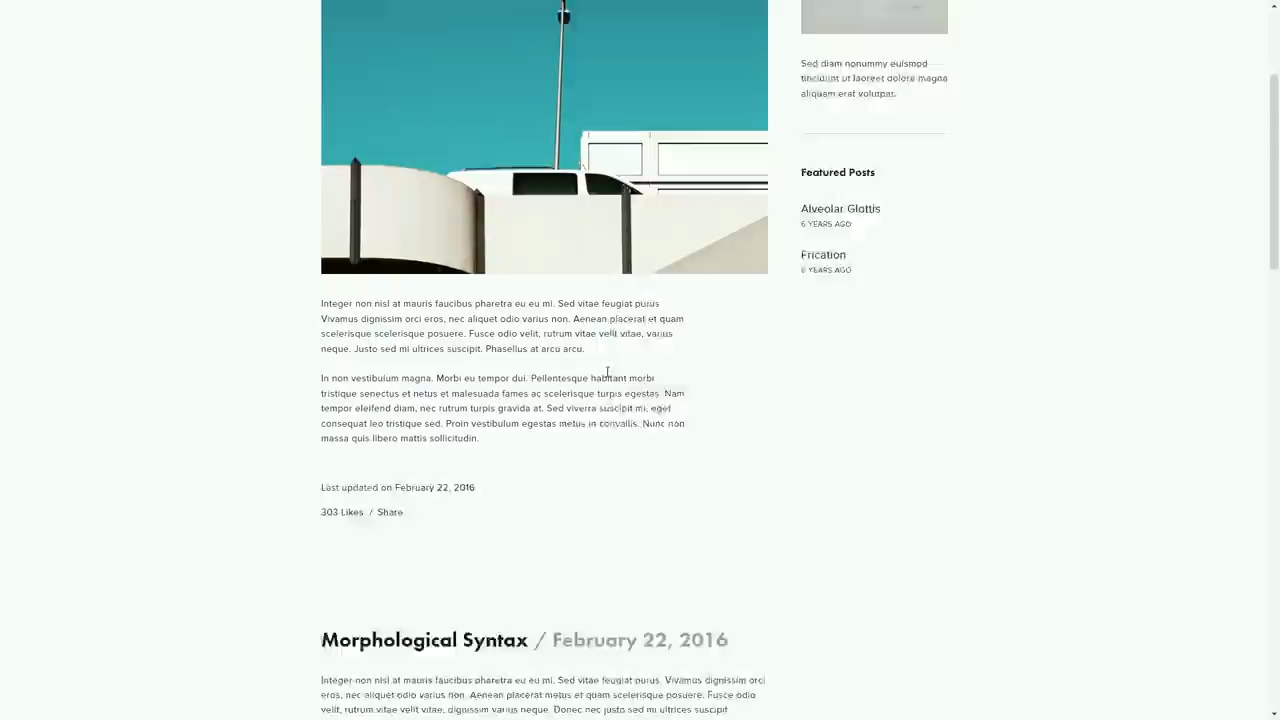 Integer non nisl at mauris faucibus pharetra eu eu mi. Sed vitae feugiat purus
Vivamus dignissim orci eros, nec aliquet odio varius non. Aenean placerat et quam
scelerisque scelerisque posuere. Fusce odio velit, rutrum vitae velit vitae, varius
neque. Justo sed mi ultrices suscipit. Phasellus at arcu arcu.
In non vestibulum magna. Morbi eu tempor dui. Pellentesque habitant morbi
tristique senectus et netus et malesuada fames ac scelerisque turpis egestas. Nam
tempor eleifend diam, nec rutrum turpis gravida at. Sed viverra suscipit mi, eget
consequat leo tristique sed. Proin vestibulum egestas metus in convallis. Nunc non
massa quis libero mattis sollicitudin.
Last updated on February 22, 2016
303 Likes / Share
Morphological Syntax / February 22, 2016
Integer non nisl at mauris faucibus pharetra eu eu mi. Sed vitae feugiat purus. Vivamus dignissim orci
eros, nec aliquet odio varius non. Aenean placerat metus et quam scelerisque posuere. Fusce odio
velit, rutrum vitae velit vitae, dignissim varius neque. Donec nec justo sed mi ultrices suscipit
Sed diam nonummy euismod
tincidunt ut laoreet dolore magna
aliquam erat volutpat.
Featured Posts
Alveolar Glottis
6 YEARS AGO
Frication
6 YEARS AGO